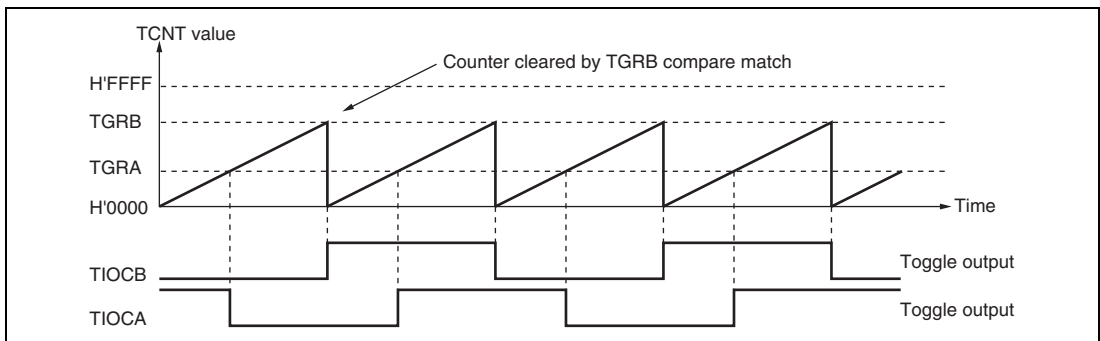 TCNT value
Counter cleared by TGRB compare match
H'FFFF
TGRB
TGRA
H'0000
Time
TIOCB
Toggle output
TIOCA
Toggle output